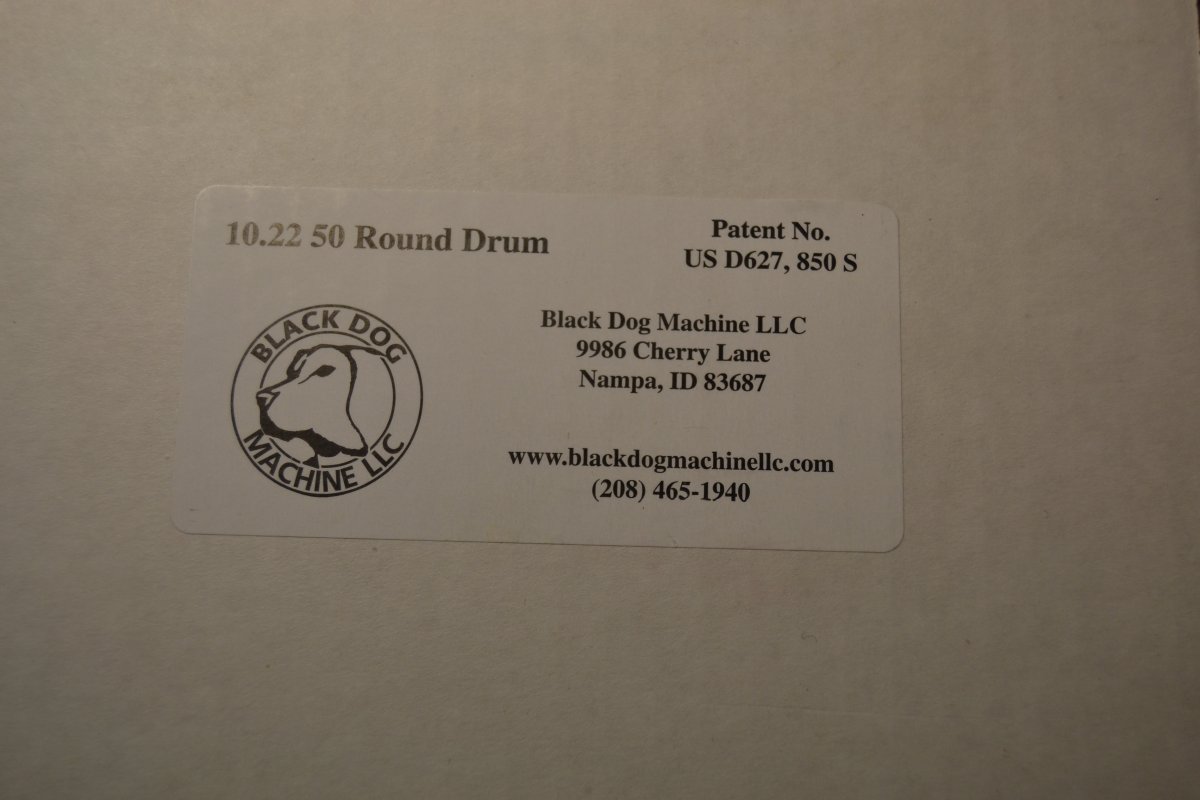 10.22 50 Round Drum
Patent No.
US D627, 850 S
BLACK DOG
MACHINE LLC
Black Dog Machine LLC
9986 Cherry Lane
Nampa, ID 83687
www.blackdogmachinellc.com
(208) 465-1940